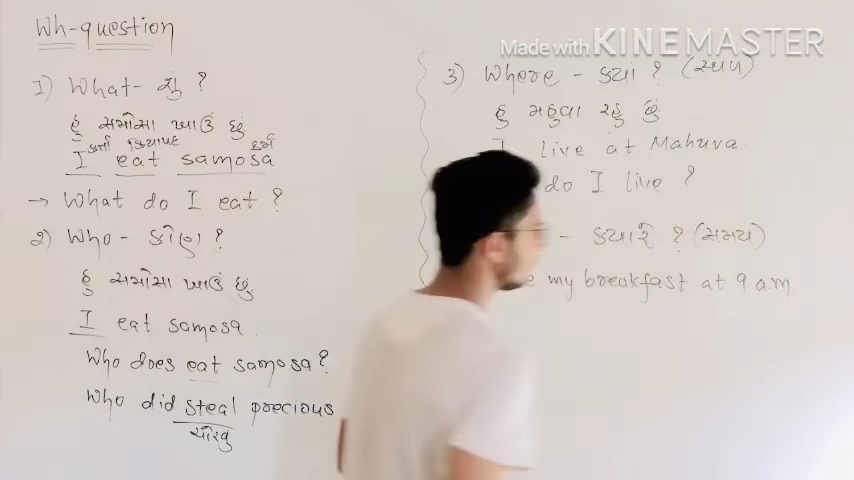 Wh-question
1) What - શું ?
હું સમોસા ખાઉં છું
કર્તા ક્રિયાપદ કર્મ
I eat samosa
→ What do I eat ?
2) Who - કોણ ?
હું સમોસા ખાઉં છું
I eat samosa.
Who does eat samosa?
Who did steal precious
ચોરવું
Made with KINEMASTER
3) Where - ક્યાં ? (સ્થળ)
હું મહુવા રહું છું
I live at Mahuva.
do I live ?
- ક્યારે ? (સમય)
my breakfast at 9 a.m.